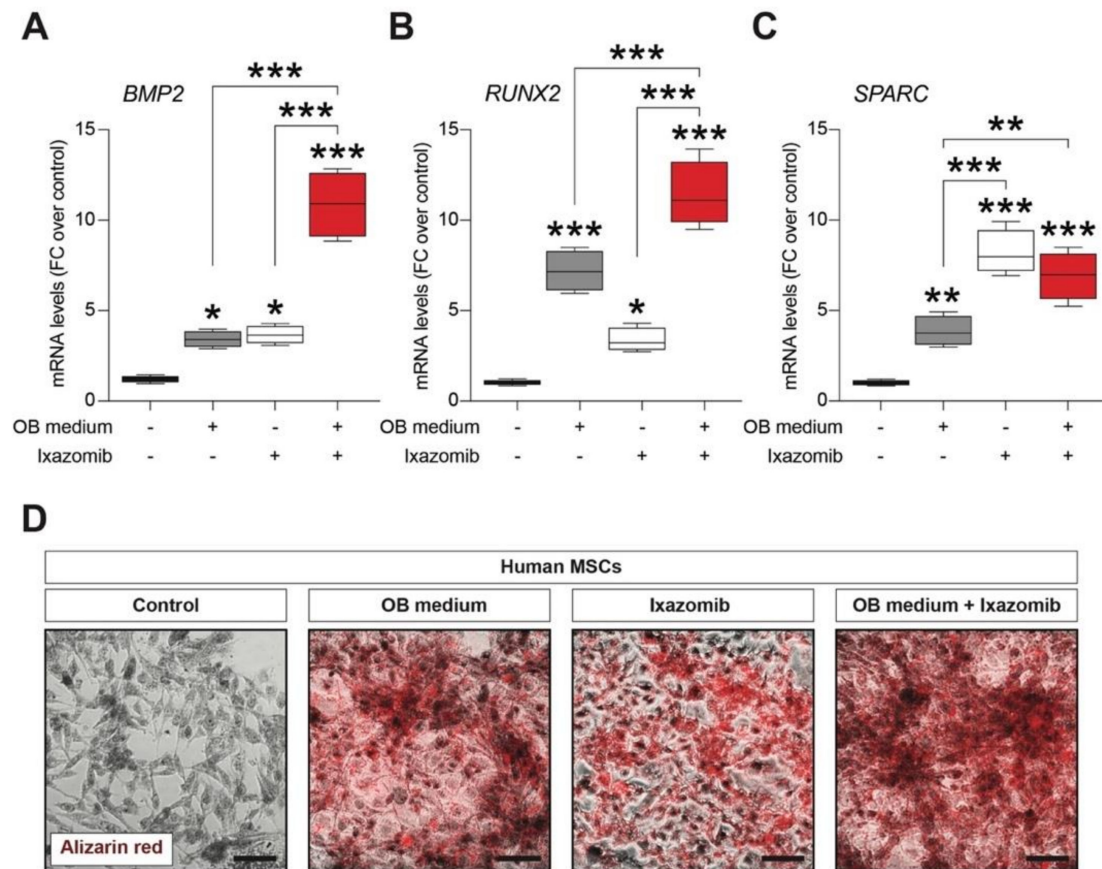 A
BMP2
***
***
***
*
*
mRNA levels (FC over control)
15
10
5
0
OB medium - + - +
Ixazomib - - + +
B
RUNX2
***
***
***
***
*
mRNA levels (FC over control)
15
10
5
0
OB medium - + - +
Ixazomib - - + +
C
SPARC
**
***
***
***
**
mRNA levels (FC over control)
15
10
5
0
OB medium - + - +
Ixazomib - - + +
D
Human MSCs
Control
OB medium
Ixazomib
OB medium + Ixazomib
Alizarin red